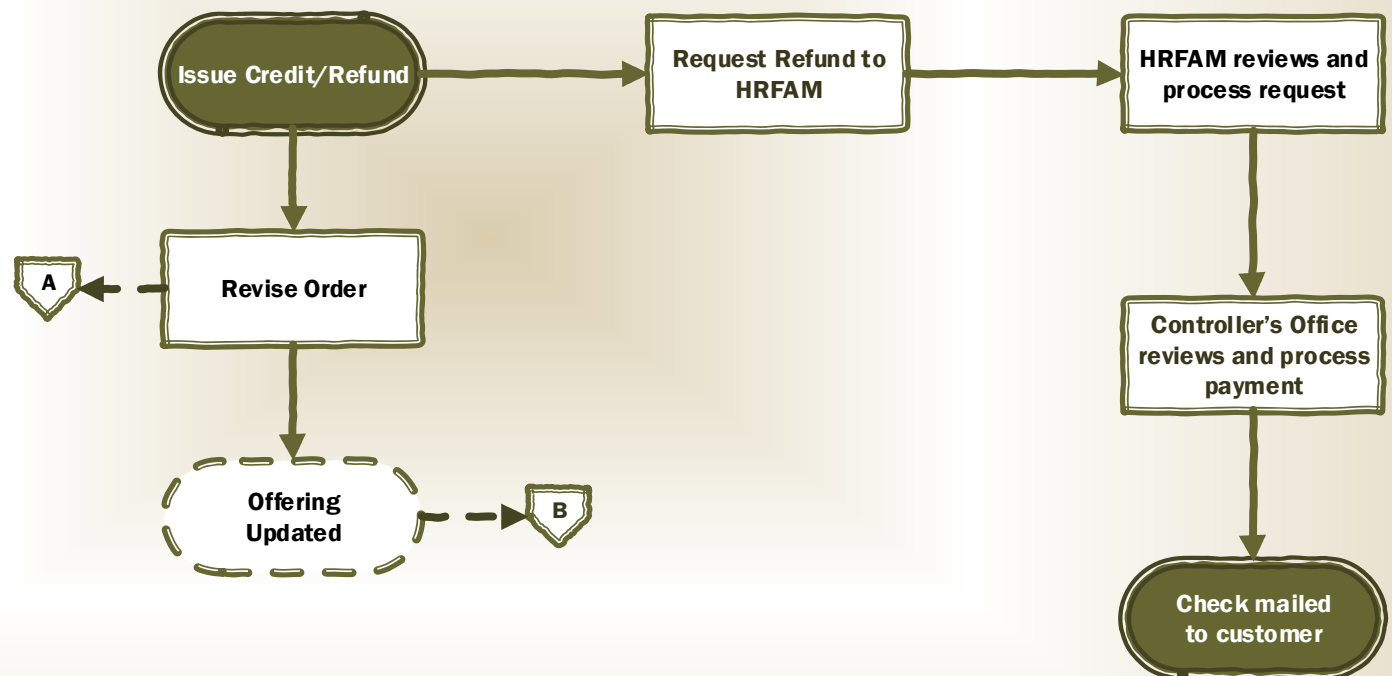 Issue Credit/Refund
Request Refund to
HRFAM
HRFAM reviews and
process request
A
Revise Order
Controller’s Office
reviews and process
payment
Offering
Updated
B
Check mailed
to customer